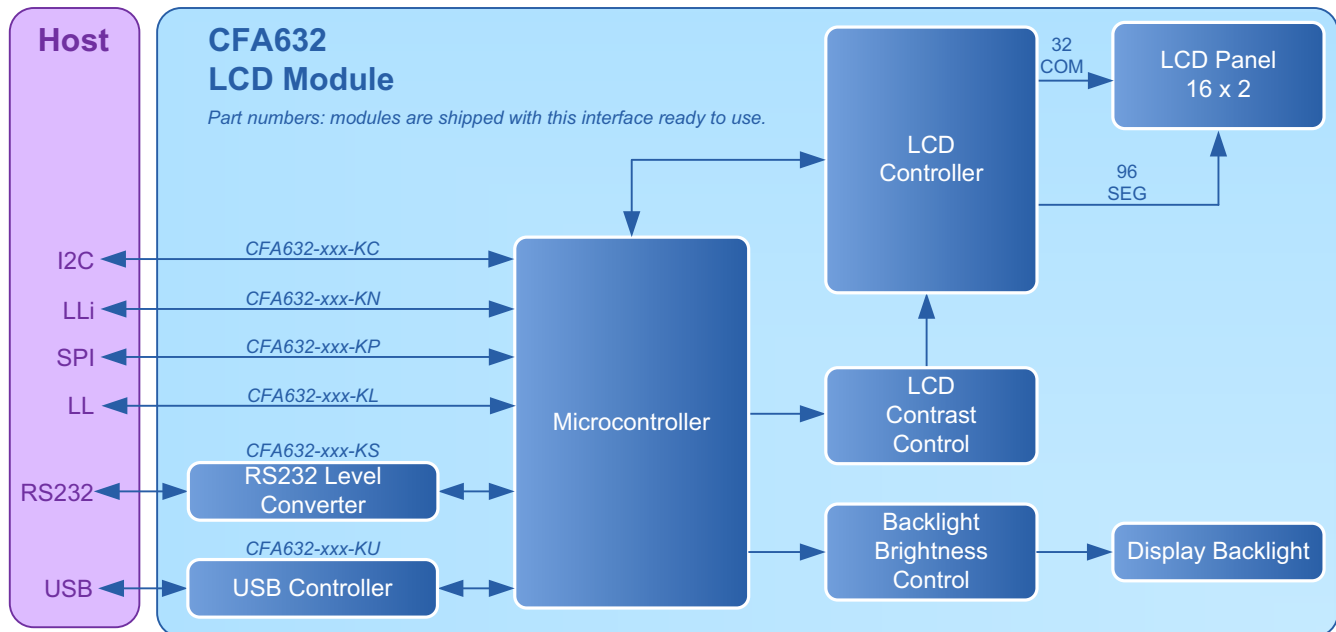 Host
CFA632
LCD Module
Part numbers: modules are shipped with this interface ready to use.
I2C
CFA632-xxx-KC
LLi
CFA632-xxx-KN
SPI
CFA632-xxx-KP
LL
CFA632-xxx-KL
CFA632-xxx-KS
RS232
RS232 Level
Converter
CFA632-xxx-KU
USB
USB Controller
Microcontroller
LCD
Controller
32
COM
96
SEG
LCD Panel
16 x 2
LCD
Contrast
Control
Backlight
Brightness
Control
Display Backlight